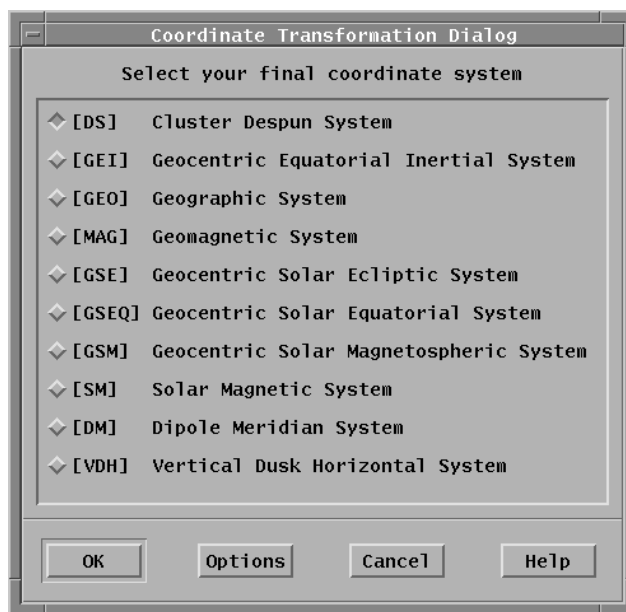 Coordinate Transformation Dialog
Select your final coordinate system
[DS] Cluster Despun System
[GEI] Geocentric Equatorial Inertial System
[GEO] Geographic System
[MAG] Geomagnetic System
[GSE] Geocentric Solar Ecliptic System
[GSEQ] Geocentric Solar Equatorial System
[GSM] Geocentric Solar Magnetospheric System
[SM] Solar Magnetic System
[DM] Dipole Meridian System
[VDH] Vertical Dusk Horizontal System
OK Options Cancel Help